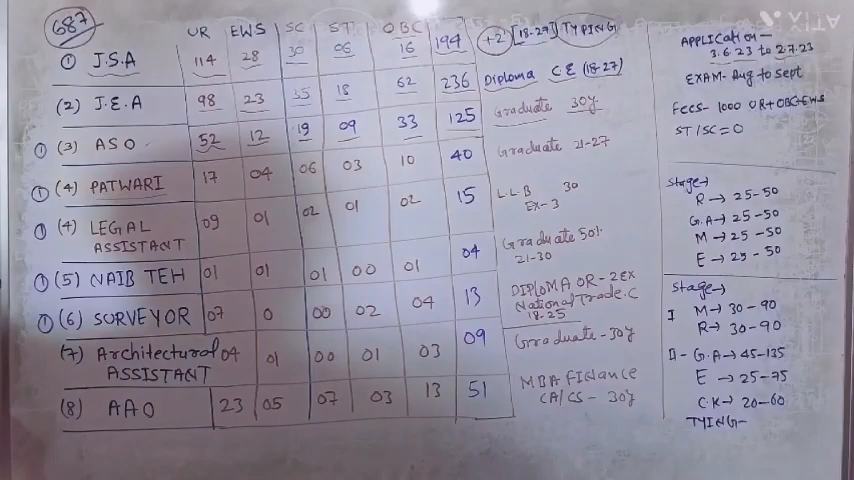 687
UR EWS SC ST OBC
① J.S.A 114 28 30 06 16 194 +2 [18-27] TYPING
(2) J.E.A 98 23 35 18 62 236 Diploma CE (18-27)
① (3) ASO 52 12 19 09 33 125 Graduate 30y
① (4) PATWARI 17 04 06 03 10 40 Graduate 21-27
① (4) LEGAL ASSISTANT 09 01 02 01 02 15 LLB 30
EX-3
① (5) NAIB TEH 01 01 01 00 01 04 Graduate 50%
21-30
① (6) SURVEYOR 07 0 00 02 04 13 DIPLOMA OR-2EX
National Trade.C
18-25
(7) Architectural ASSISTANT 04 01 00 01 03 09 Graduate-30y
(8) AAO 23 05 07 03 13 51 MBA FINANCE
CA/CS- 30y
APPLICATION-
3.6.23 to 2.7.23
EXAM- Aug to Sept
Fees- 1000 UR+OBC+EWS
ST/SC=0
Stage→
R→ 25-50
G.A→ 25-50
M→ 25-50
E→ 25-50
Stage→
I M→ 30-90
R→ 30-90
II- G.A→ 45-135
E→ 25-75
C.K→ 20-60
TYING-
XITA